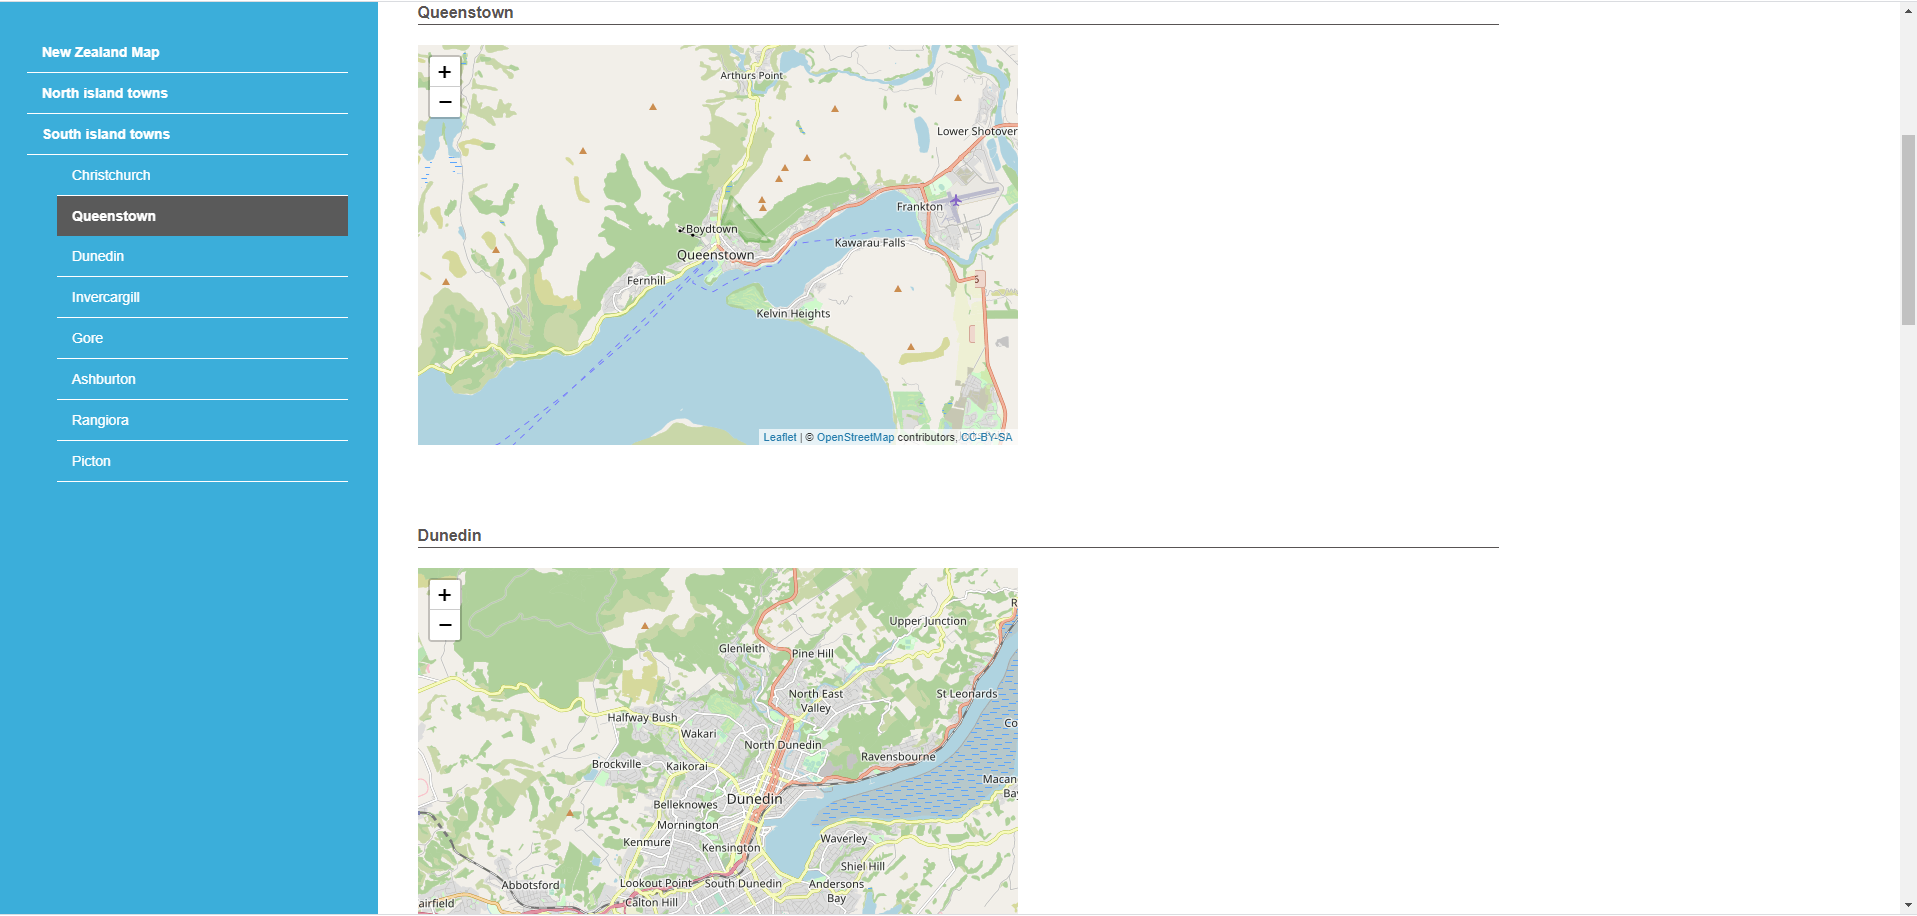 New Zealand Map
North island towns
South island towns
Christchurch
Queenstown
Dunedin
Invercargill
Gore
Ashburton
Rangiora
Picton
Queenstown
+
−
Arthurs Point
Lower Shotover
Frankton
Boydtown
Kawarau Falls
Queenstown
Fernhill
6
Kelvin Heights
Leaflet | © OpenStreetMap contributors, CC-BY-SA
Dunedin
+
−
R
Upper Junction
Glenleith
Pine Hill
North East
Valley
St Leonards
Halfway Bush
Co
Wakari
North Dunedin
Ravensbourne
Brockville
Kaikorai
Macan
Bay
Belleknowes
Dunedin
Mornington
Waverley
Kenmure
Kensington
Shiel Hill
Abbotsford
Lookout Point
South Dunedin
Andersons
Bay
airfield
Calton Hill